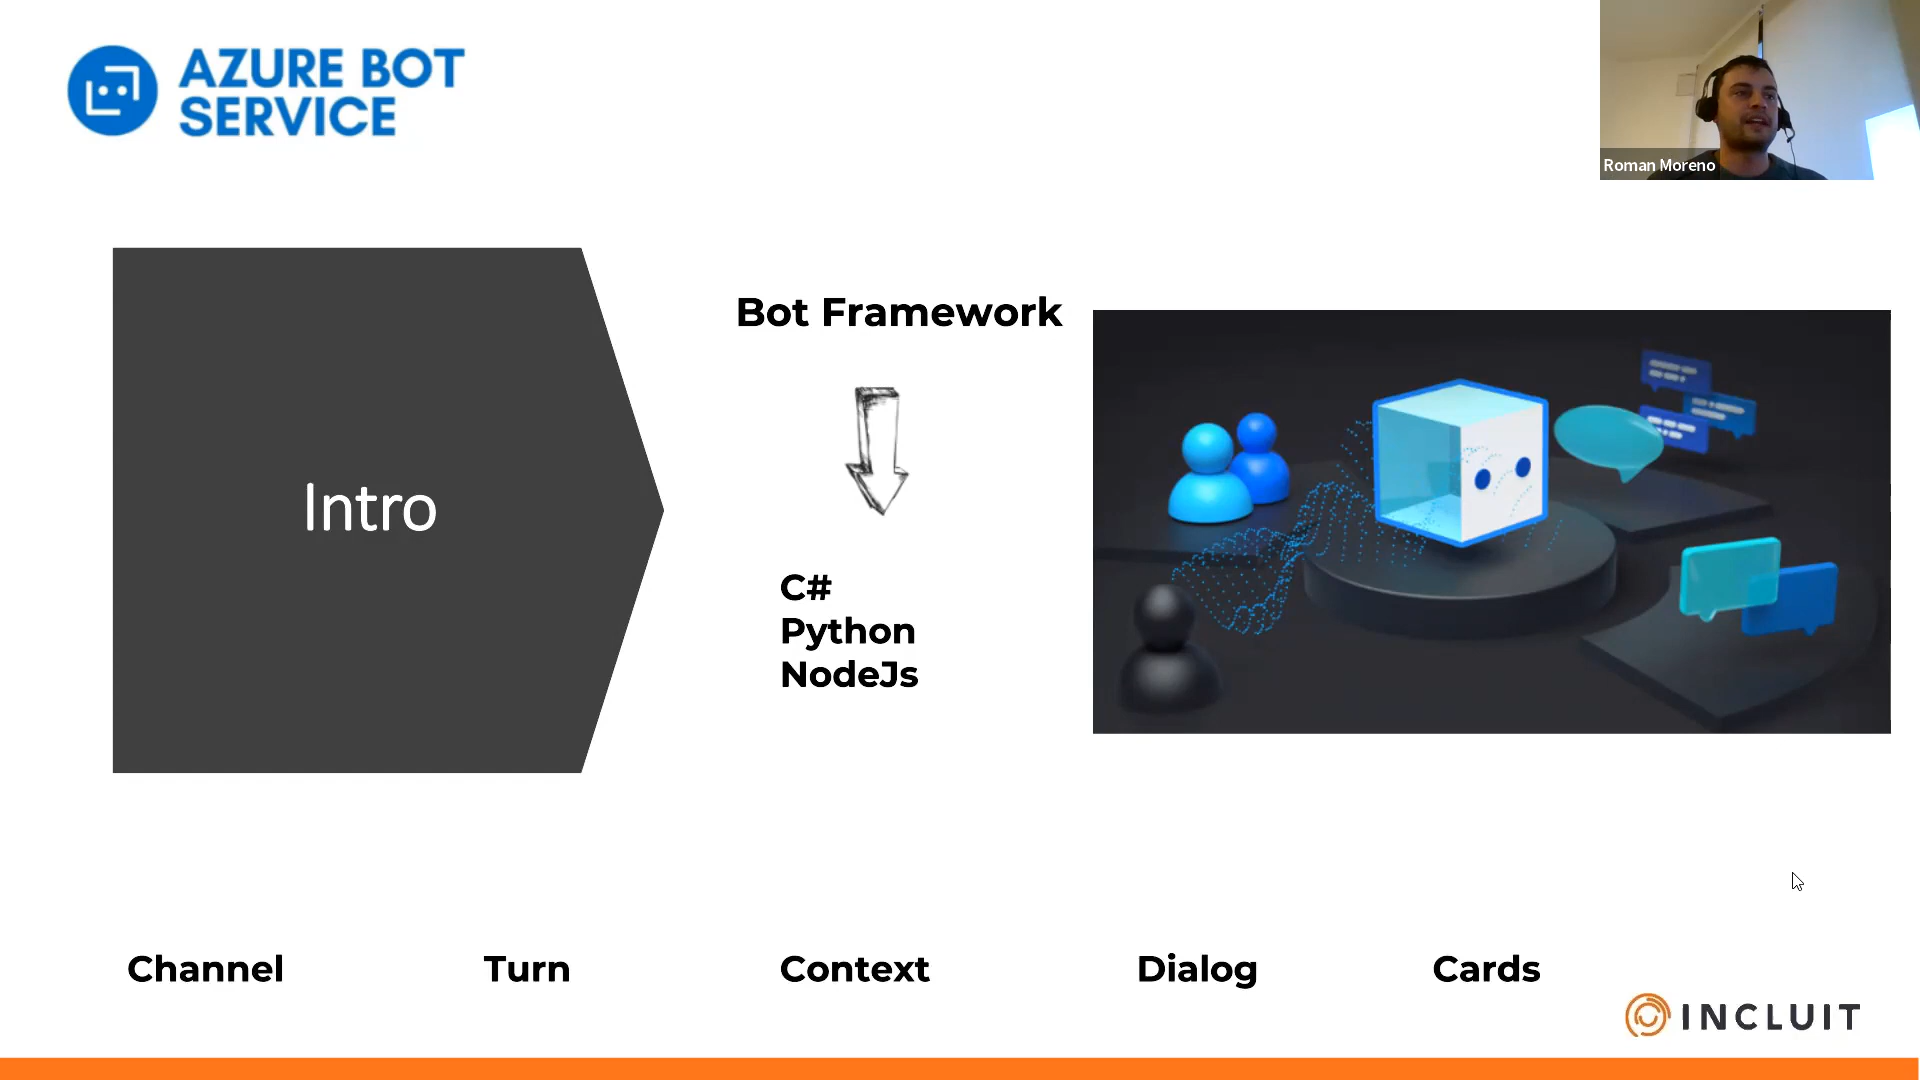 AZURE BOT
SERVICE
Roman Moreno
Intro
Bot Framework
C#
Python
NodeJs
Channel
Turn
Context
Dialog
Cards
INCLUIT